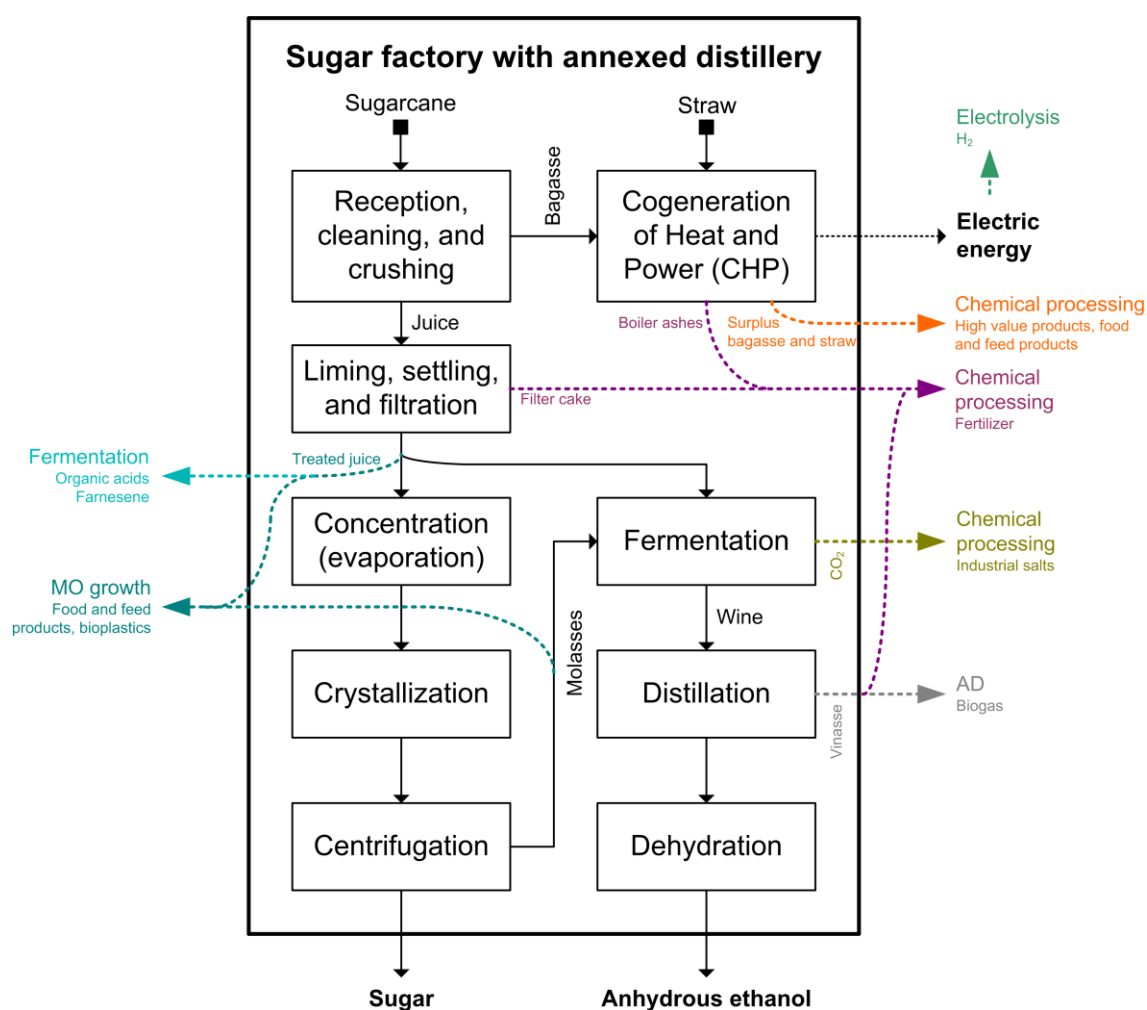 Sugar factory with annexed distillery
Sugarcane
Straw
Electrolysis
H₂
Reception,
cleaning, and
crushing
Bagasse
Cogeneration
of Heat and
Power (CHP)
Electric
energy
Juice
Boiler ashes
Surplus
bagasse and straw
Chemical processing
High value products, food
and feed products
Liming, settling,
and filtration
Filter cake
Chemical
processing
Fertilizer
Fermentation
Organic acids
Farnesene
Treated juice
Concentration
(evaporation)
Fermentation
CO₂
Chemical
processing
Industrial salts
MO growth
Food and feed
products, bioplastics
Molasses
Wine
Crystallization
Distillation
Vinasse
AD
Biogas
Centrifugation
Dehydration
Sugar
Anhydrous ethanol